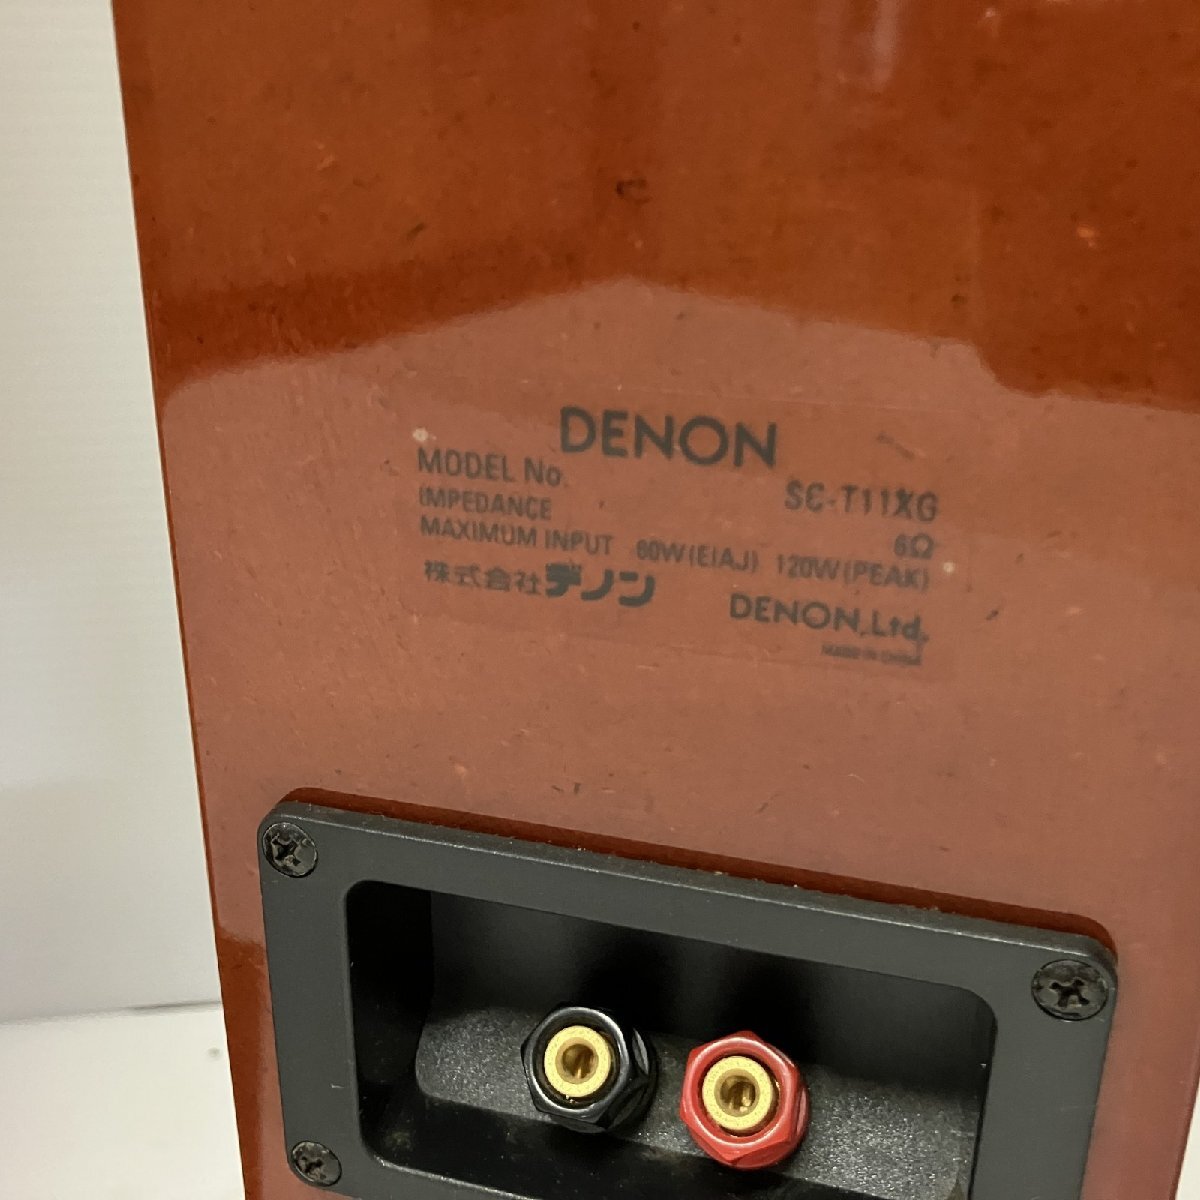 DENON
MODEL No. SC-T11XG
IMPEDANCE 6Ω
MAXIMUM INPUT 60W(EIAJ) 120W(PEAK)
株式会社デノン DENON, Ltd.
MADE IN CHINA